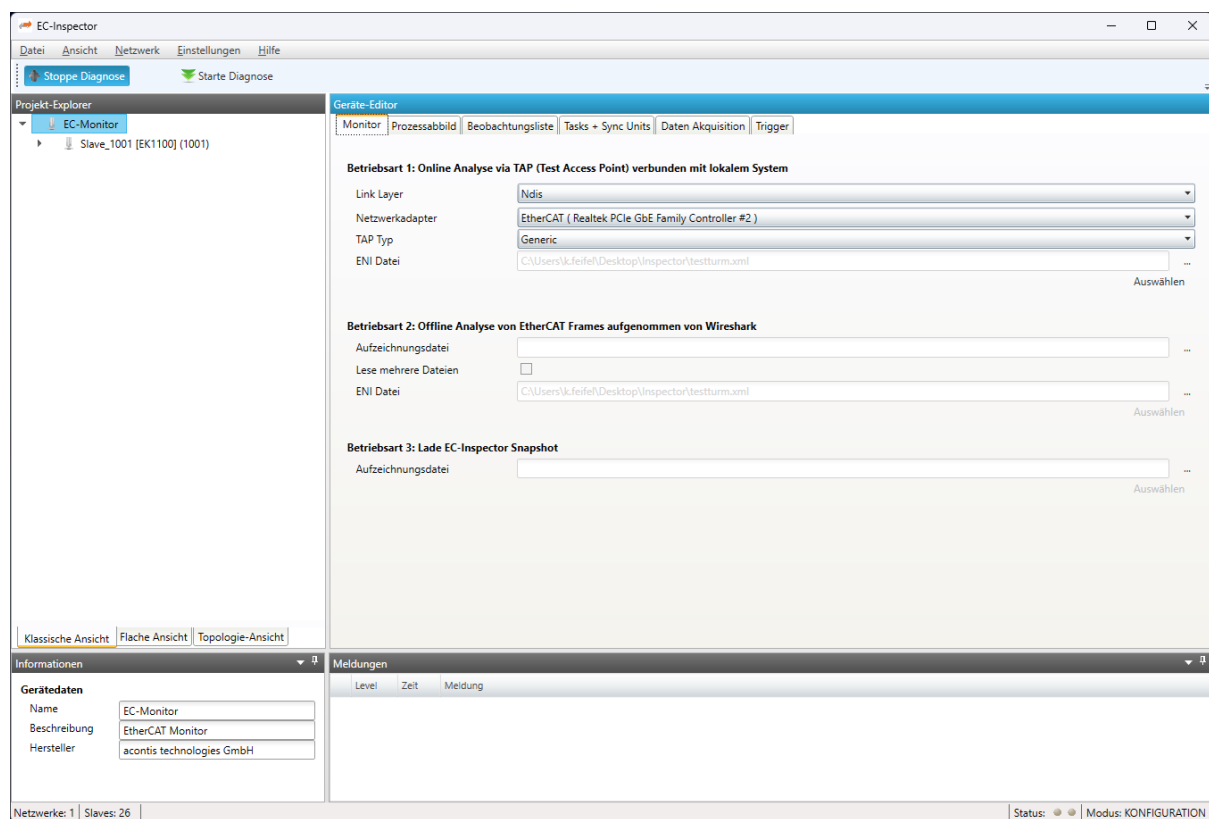 EC-Inspector
Datei Ansicht Netzwerk Einstellungen Hilfe
Stoppe Diagnose Starte Diagnose
Projekt-Explorer
EC-Monitor
Slave_1001 [EK1100] (1001)
Klassische Ansicht Flache Ansicht Topologie-Ansicht
Geräte-Editor
Monitor Prozessabbild Beobachtungsliste Tasks + Sync Units Daten Akquisition Trigger
Betriebsart 1: Online Analyse via TAP (Test Access Point) verbunden mit lokalem System
Link Layer Ndis
Netzwerkadapter EtherCAT ( Realtek PCIe GbE Family Controller #2 )
TAP Typ Generic
ENI Datei C:\Users\k.feifel\Desktop\Inspector\testturm.xml ...
Auswählen
Betriebsart 2: Offline Analyse von EtherCAT Frames aufgenommen von Wireshark
Aufzeichnungsdatei ...
Lese mehrere Dateien
ENI Datei C:\Users\k.feifel\Desktop\Inspector\testturm.xml ...
Auswählen
Betriebsart 3: Lade EC-Inspector Snapshot
Aufzeichnungsdatei ...
Auswählen
Informationen
Gerätedaten
Name EC-Monitor
Beschreibung EtherCAT Monitor
Hersteller acontis technologies GmbH
Meldungen
Level Zeit Meldung
Netzwerke: 1 Slaves: 26 Status: Modus: KONFIGURATION